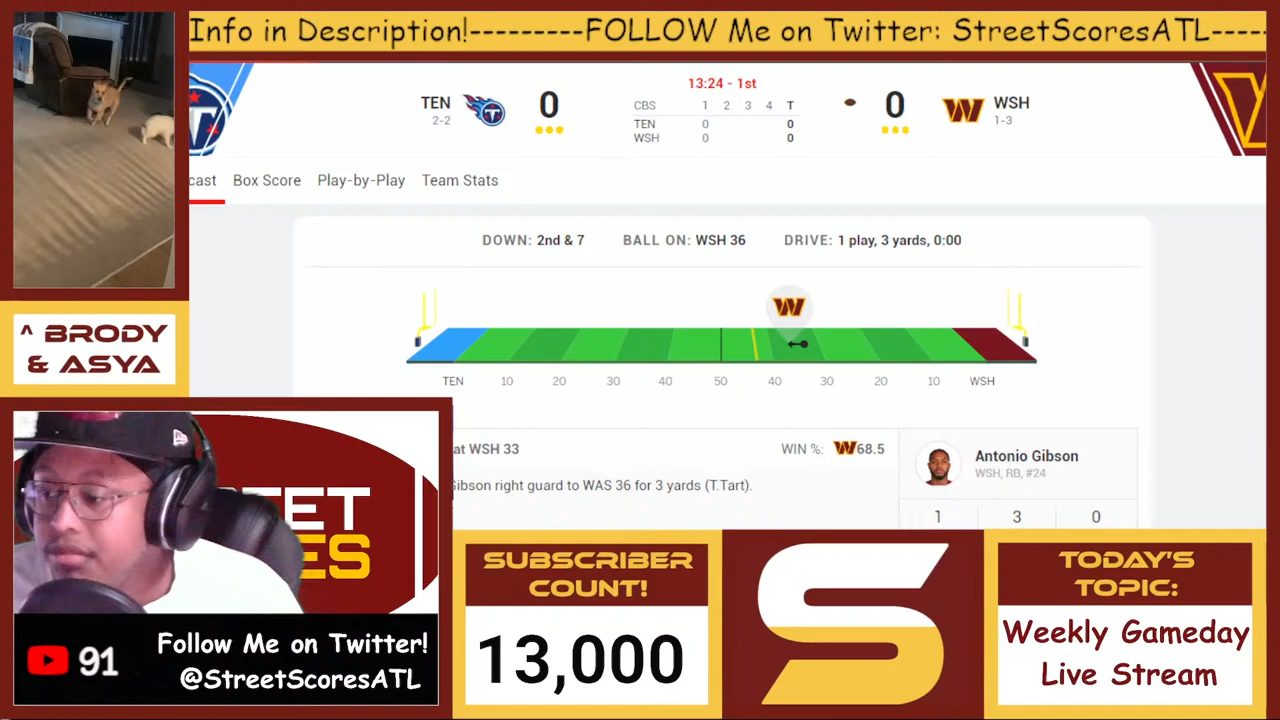 Info in Description!---------FOLLOW Me on Twitter: StreetScoresATL-----
TEN
2-2
0
13:24 - 1st
CBS 1 2 3 4 T
TEN 0 0
WSH 0 0
0
WSH
1-3
cast Box Score Play-by-Play Team Stats
DOWN: 2nd & 7 BALL ON: WSH 36 DRIVE: 1 play, 3 yards, 0:00
W
TEN 10 20 30 40 50 40 30 20 10 WSH
^ BRODY
& ASYA
at WSH 33 WIN %: W68.5
Gibson right guard to WAS 36 for 3 yards (T.Tart).
Antonio Gibson
WSH, RB, #24
1 3 0
EET
ES
91
Follow Me on Twitter!
@StreetScoresATL
SUBSCRIBER
COUNT!
13,000
S
TODAY'S
TOPIC:
Weekly Gameday
Live Stream